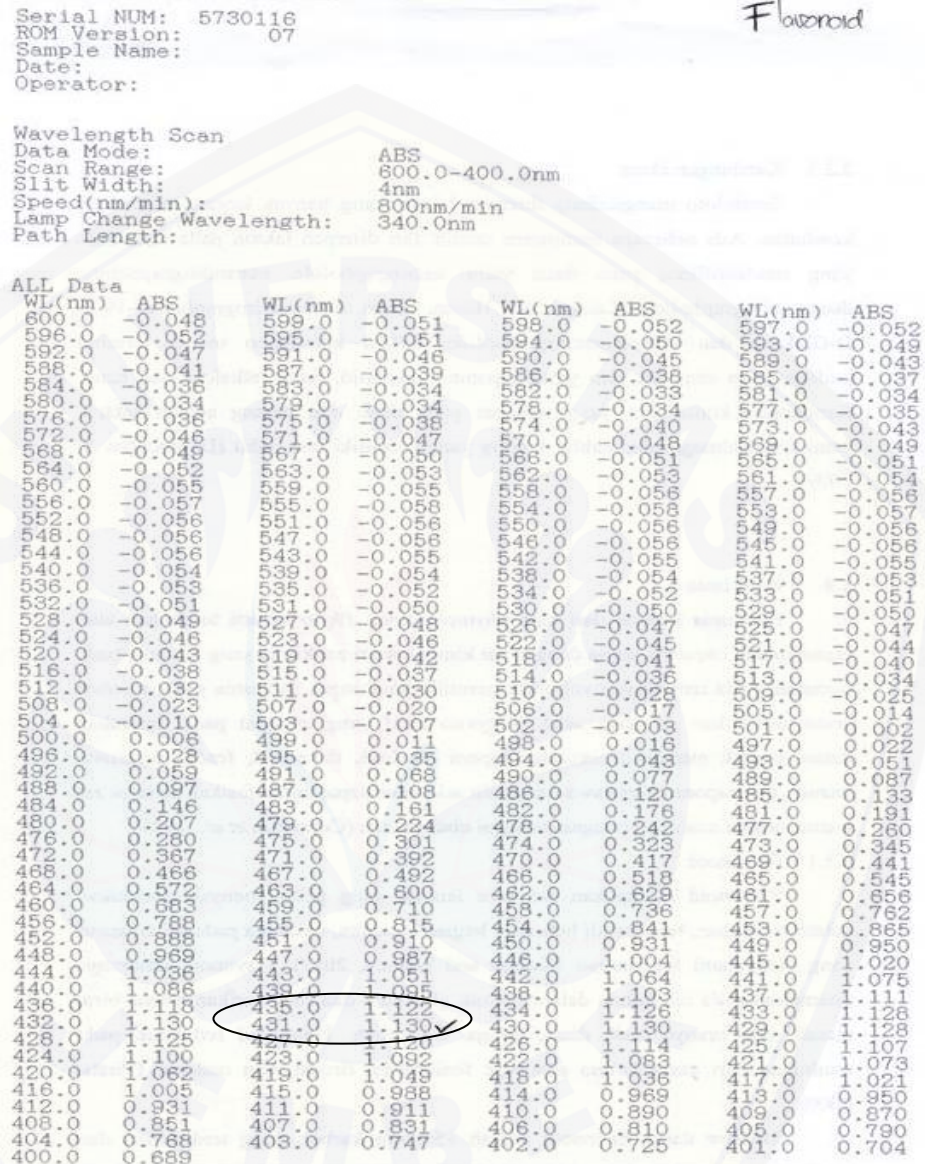 Serial NUM: 5730116
Flavonoid
ROM Version: 07
Sample Name:
Date:
Operator:
Wavelength Scan
Data Mode: ABS
Scan Range: 600.0-400.0nm
Slit Width: 4nm
Speed(nm/min): 800nm/min
Lamp Change Wavelength: 340.0nm
Path Length:
ALL Data
WL(nm) ABS WL(nm) ABS WL(nm) ABS WL(nm) ABS
600.0 -0.048 599.0 -0.051 598.0 -0.052 597.0 -0.052
596.0 -0.052 595.0 -0.051 594.0 -0.050 593.0 -0.049
592.0 -0.047 591.0 -0.046 590.0 -0.045 589.0 -0.043
588.0 -0.041 587.0 -0.039 586.0 -0.038 585.0 -0.037
584.0 -0.036 583.0 -0.034 582.0 -0.033 581.0 -0.034
580.0 -0.034 579.0 -0.034 578.0 -0.034 577.0 -0.035
576.0 -0.036 575.0 -0.038 574.0 -0.040 573.0 -0.043
572.0 -0.046 571.0 -0.047 570.0 -0.048 569.0 -0.049
568.0 -0.049 567.0 -0.050 566.0 -0.051 565.0 -0.051
564.0 -0.052 563.0 -0.053 562.0 -0.053 561.0 -0.054
560.0 -0.055 559.0 -0.055 558.0 -0.056 557.0 -0.056
556.0 -0.057 555.0 -0.058 554.0 -0.058 553.0 -0.057
552.0 -0.056 551.0 -0.056 550.0 -0.056 549.0 -0.056
548.0 -0.056 547.0 -0.056 546.0 -0.056 545.0 -0.056
544.0 -0.056 543.0 -0.055 542.0 -0.055 541.0 -0.055
540.0 -0.054 539.0 -0.054 538.0 -0.054 537.0 -0.053
536.0 -0.053 535.0 -0.052 534.0 -0.052 533.0 -0.051
532.0 -0.051 531.0 -0.050 530.0 -0.050 529.0 -0.050
528.0 -0.049 527.0 -0.048 526.0 -0.047 525.0 -0.047
524.0 -0.046 523.0 -0.046 522.0 -0.045 521.0 -0.044
520.0 -0.043 519.0 -0.042 518.0 -0.041 517.0 -0.040
516.0 -0.038 515.0 -0.037 514.0 -0.036 513.0 -0.034
512.0 -0.032 511.0 -0.030 510.0 -0.028 509.0 -0.025
508.0 -0.023 507.0 -0.020 506.0 -0.017 505.0 -0.014
504.0 -0.010 503.0 -0.007 502.0 -0.003 501.0 0.002
500.0 0.006 499.0 0.011 498.0 0.016 497.0 0.022
496.0 0.028 495.0 0.035 494.0 0.043 493.0 0.051
492.0 0.059 491.0 0.068 490.0 0.077 489.0 0.087
488.0 0.097 487.0 0.108 486.0 0.120 485.0 0.133
484.0 0.146 483.0 0.161 482.0 0.176 481.0 0.191
480.0 0.207 479.0 0.224 478.0 0.242 477.0 0.260
476.0 0.280 475.0 0.301 474.0 0.323 473.0 0.345
472.0 0.367 471.0 0.392 470.0 0.417 469.0 0.441
468.0 0.466 467.0 0.492 466.0 0.518 465.0 0.545
464.0 0.572 463.0 0.600 462.0 0.629 461.0 0.656
460.0 0.683 459.0 0.710 458.0 0.736 457.0 0.762
456.0 0.788 455.0 0.815 454.0 0.841 453.0 0.865
452.0 0.888 451.0 0.910 450.0 0.931 449.0 0.950
448.0 0.969 447.0 0.987 446.0 1.004 445.0 1.020
444.0 1.036 443.0 1.051 442.0 1.064 441.0 1.075
440.0 1.086 439.0 1.095 438.0 1.103 437.0 1.111
436.0 1.118 435.0 1.122 434.0 1.126 433.0 1.128
432.0 1.130 431.0 1.130 430.0 1.130 429.0 1.128
428.0 1.125 427.0 426.0 1.114 425.0 1.107
424.0 1.100 423.0 1.092 422.0 1.083 421.0 1.073
420.0 1.062 419.0 1.049 418.0 1.036 417.0 1.021
416.0 1.005 415.0 0.988 414.0 0.969 413.0 0.950
412.0 0.931 411.0 0.911 410.0 0.890 409.0 0.870
408.0 0.851 407.0 0.831 406.0 0.810 405.0 0.790
404.0 0.768 403.0 0.747 402.0 0.725 401.0 0.704
400.0 0.689